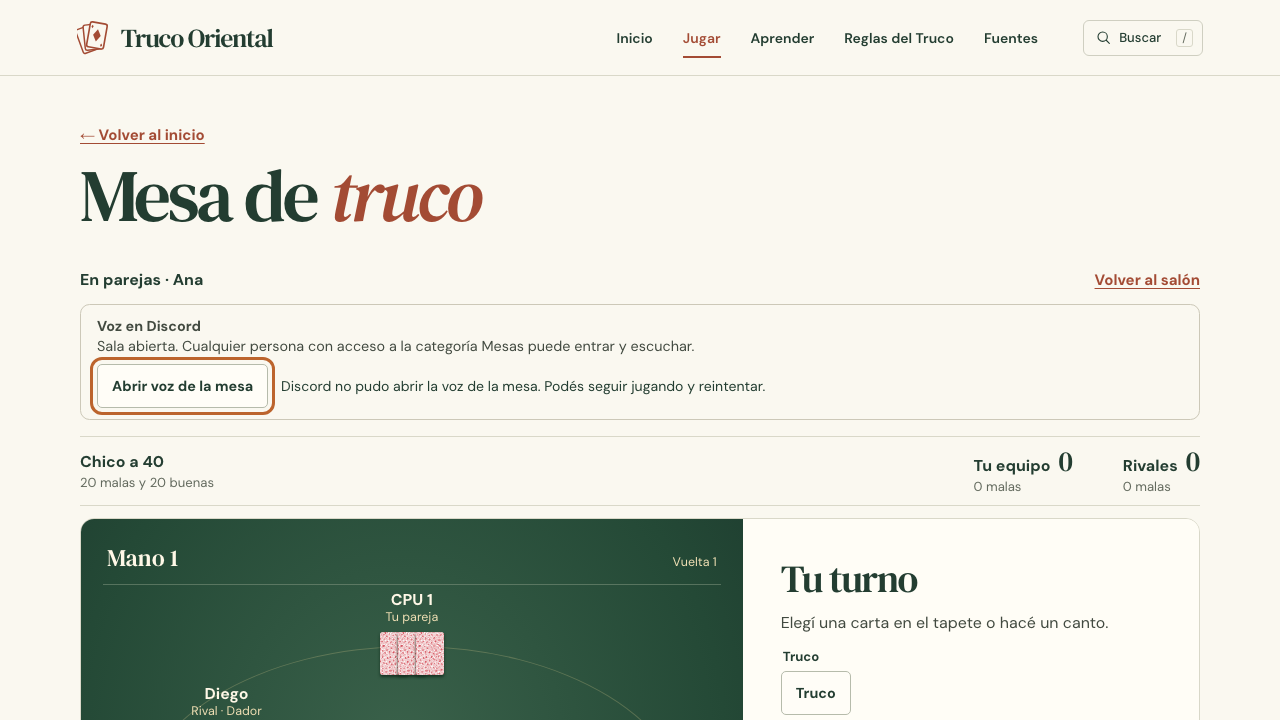 Truco Oriental
Inicio
Jugar
Aprender
Reglas del Truco
Fuentes
Buscar /
← Volver al inicio
Mesa de truco
En parejas · Ana
Volver al salón
Voz en Discord
Sala abierta. Cualquier persona con acceso a la categoría Mesas puede entrar y escuchar.
Abrir voz de la mesa
Discord no pudo abrir la voz de la mesa. Podés seguir jugando y reintentar.
Chico a 40
20 malas y 20 buenas
Tu equipo 0
0 malas
Rivales 0
0 malas
Mano 1
Vuelta 1
CPU 1
Tu pareja
Diego
Rival · Dador
Tu turno
Elegí una carta en el tapete o hacé un canto.
Truco
Truco